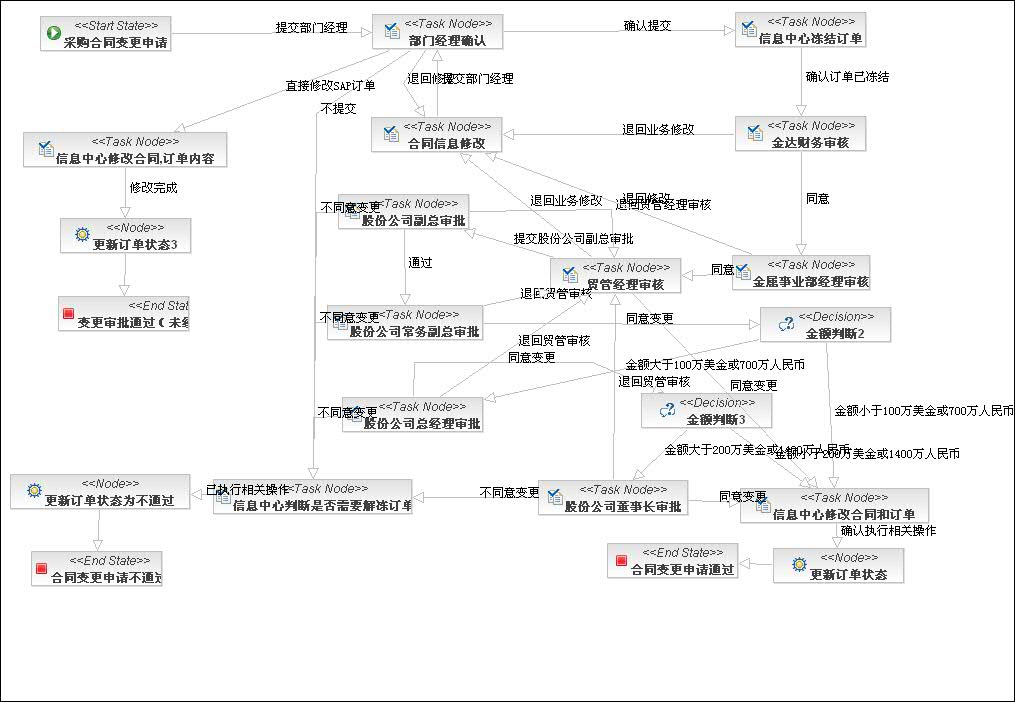 <<Start State>>
采购合同变更申请
提交部门经理
<<Task Node>>
部门经理确认
确认提交
<<Task Node>>
信息中心冻结订单
直接修改SAP订单
不提交
退回修
提交部门经理
确认订单已冻结
<<Task Node>>
信息中心修改合同,订单内容
<<Task Node>>
合同信息修改
退回业务修改
<<Task Node>>
金达财务审核
修改完成
同意
<<Node>>
更新订单状态3
不同意变更
<<Task Node>>
股份公司副总审批
退回业务修改
退回修改
退回贸管经理审核
提交股份公司副总审批
通过
<<Task Node>>
贸管经理审核
同意
<<Task Node>>
金属事业部经理审核
<<End Stat
变更审批通过（未经
退回贸管审核
不同意变更
<<Task Node>>
股份公司常务副总审批
同意变更
<<Decision>>
金额判断2
退回贸管审核
同意变更
金额大于100万美金或700万人民币
退回贸管审核
同意变更
不同意变更
<<Task Node>>
股份公司总经理审批
<<Decision>>
金额判断3
金额小于100万美金或700万人民币
金额大于200万美金或1400万人民币
金额小于200万美金或1400万人民币
<<Node>>
更新订单状态为不通过
已执行相关操作
<<Task Node>>
信息中心判断是否需要解冻订单
不同意变更
<<Task Node>>
股份公司董事长审批
同意变更
<<Task Node>>
信息中心修改合同和订单
确认执行相关操作
<<End State>>
合同变更申请不通过
<<End State>>
合同变更申请通过
<<Node>>
更新订单状态